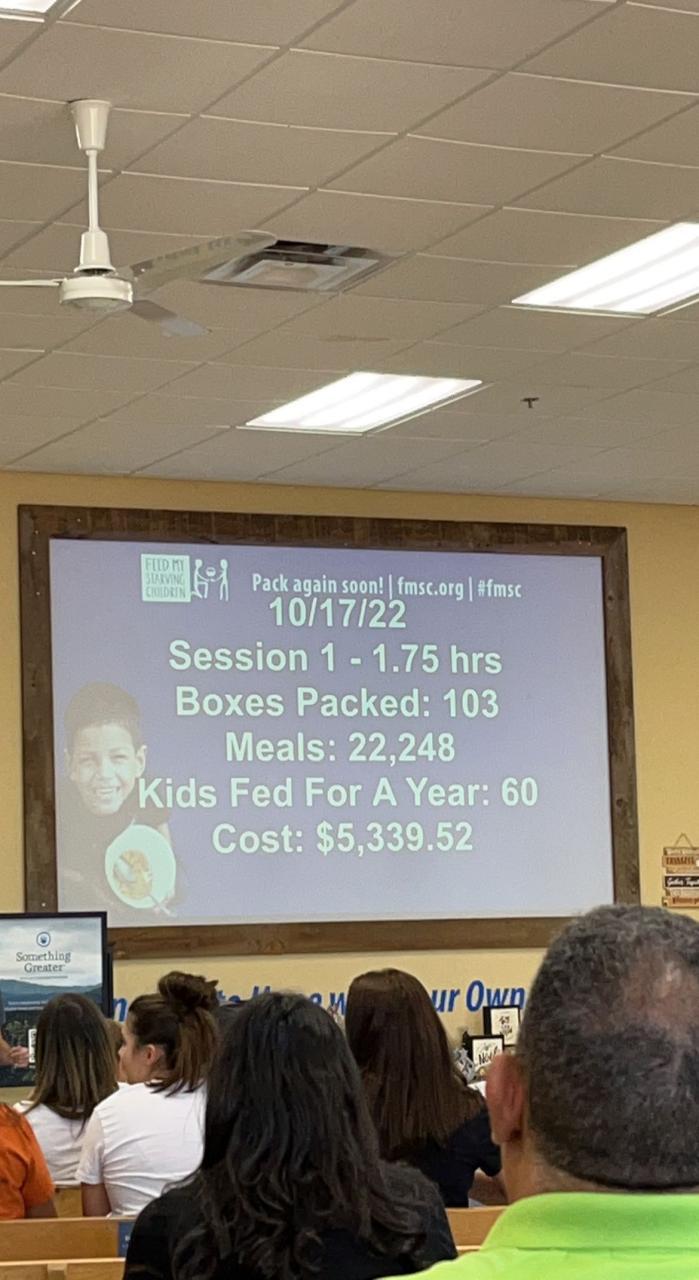 FEED MY
STARVING
CHILDREN
Pack again soon! | fmsc.org | #fmsc
10/17/22
Session 1 - 1.75 hrs
Boxes Packed: 103
Meals: 22,248
Kids Fed For A Year: 60
Cost: $5,339.52
Something
Greater
ur Own